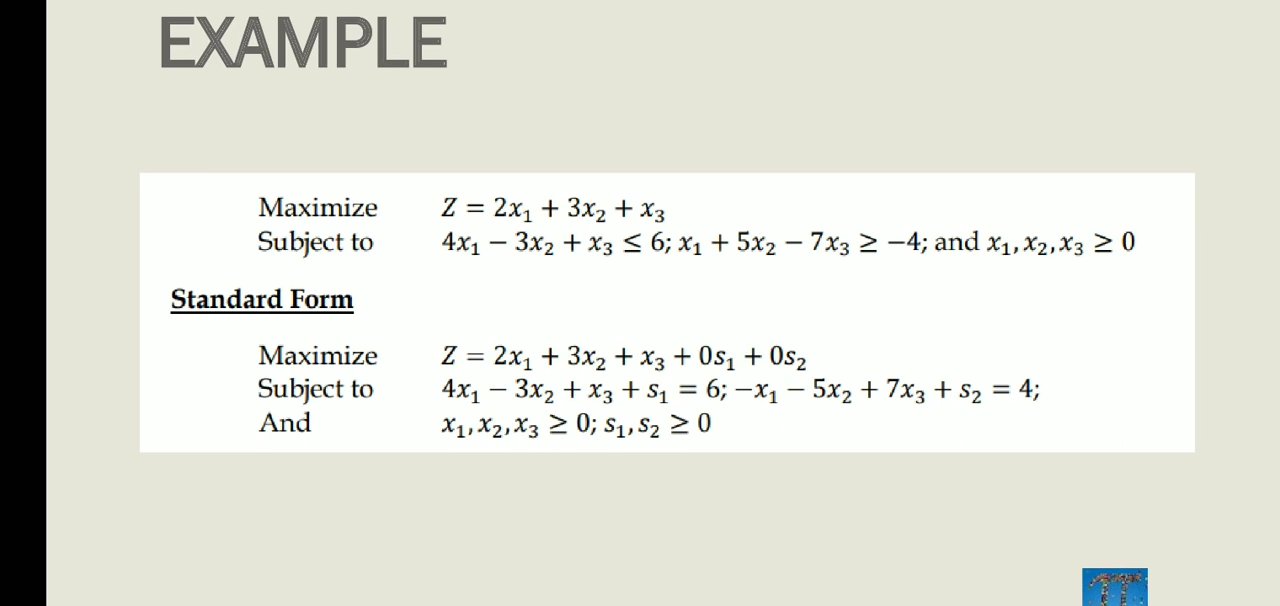 EXAMPLE
Maximize Z = 2x₁ + 3x₂ + x₃
Subject to 4x₁ − 3x₂ + x₃ ≤ 6; x₁ + 5x₂ − 7x₃ ≥ −4; and x₁, x₂, x₃ ≥ 0
Standard Form
Maximize Z = 2x₁ + 3x₂ + x₃ + 0s₁ + 0s₂
Subject to 4x₁ − 3x₂ + x₃ + s₁ = 6; −x₁ − 5x₂ + 7x₃ + s₂ = 4;
And x₁, x₂, x₃ ≥ 0; s₁, s₂ ≥ 0